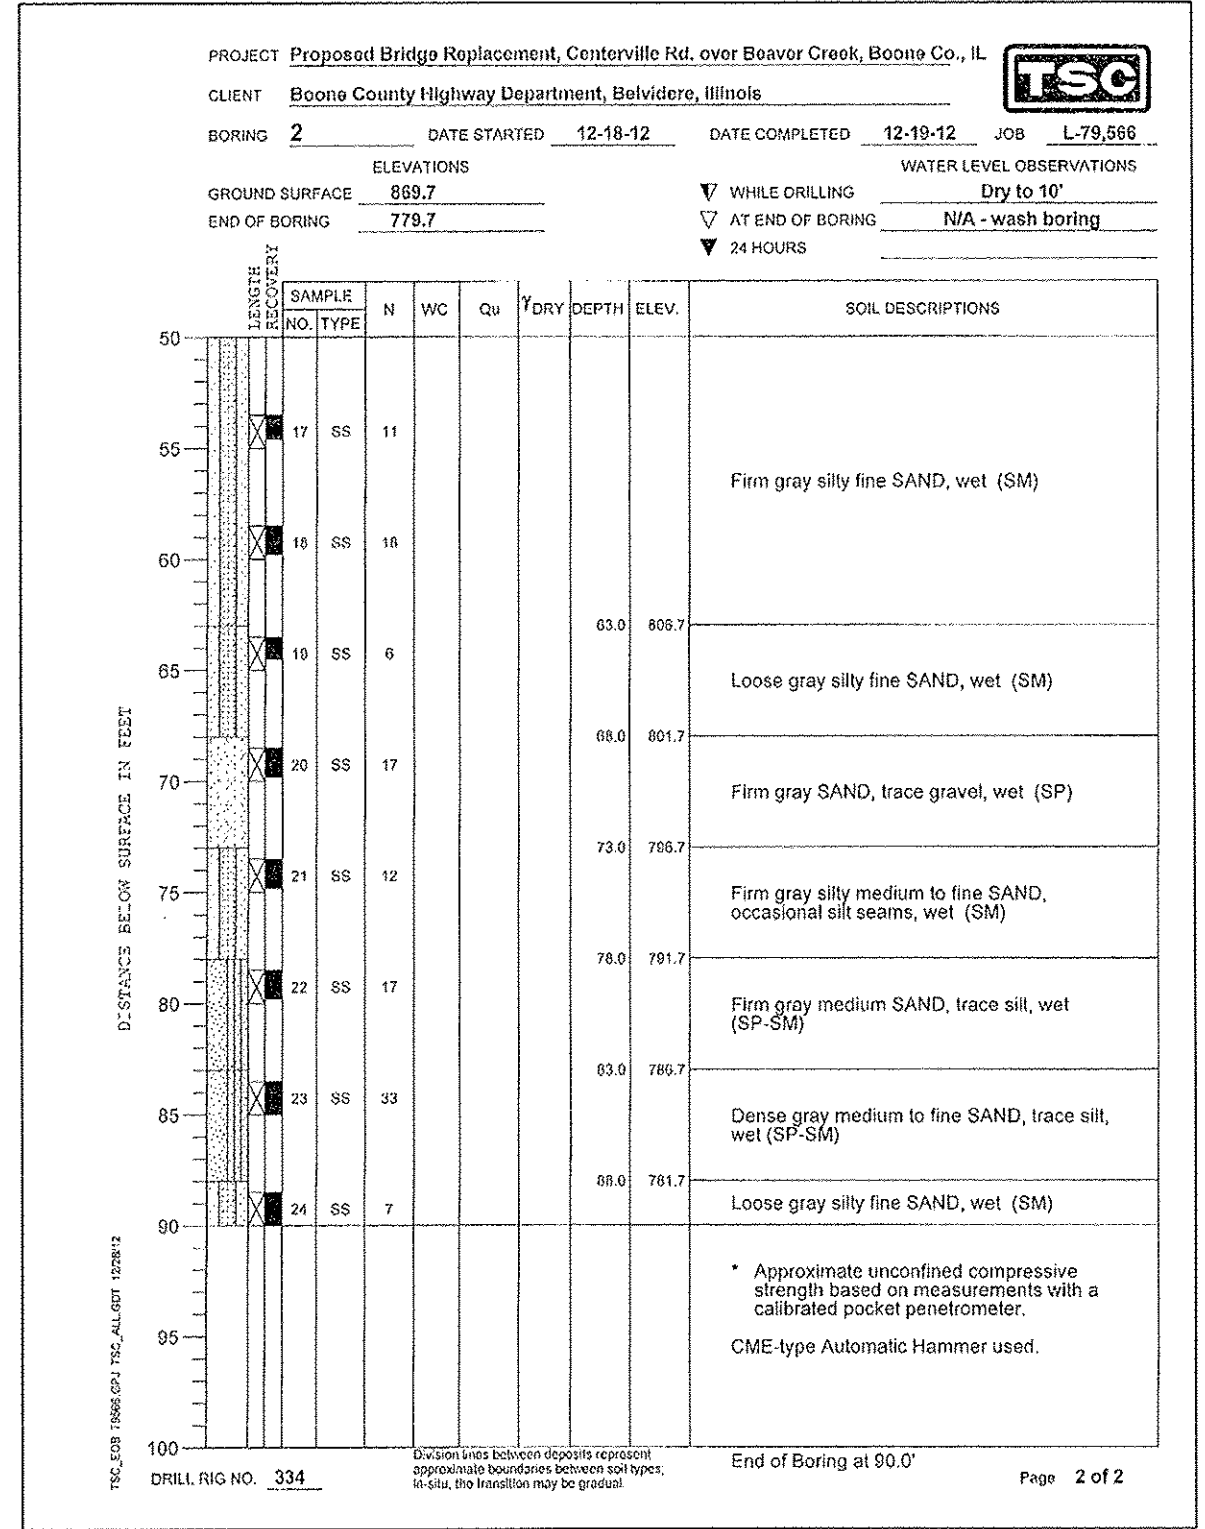 PROJECT Proposed Bridge Replacement, Centerville Rd. over Beaver Creek, Boone Co., IL
TSC
CLIENT Boone County Highway Department, Belvidere, Illinois
BORING 2 DATE STARTED 12-18-12 DATE COMPLETED 12-19-12 JOB L-79,566
ELEVATIONS WATER LEVEL OBSERVATIONS
GROUND SURFACE 869.7 WHILE DRILLING Dry to 10'
END OF BORING 779.7 AT END OF BORING N/A - wash boring
24 HOURS
LENGTH
RECOVERY
SAMPLE
NO. TYPE N WC Qu γDRY DEPTH ELEV. SOIL DESCRIPTIONS
50
17 SS 11
55
Firm gray silty fine SAND, wet (SM)
18 SS 18
60
63.0 806.7
19 SS 6
65
Loose gray silty fine SAND, wet (SM)
68.0 801.7
20 SS 17
70
Firm gray SAND, trace gravel, wet (SP)
73.0 796.7
21 SS 12
75
Firm gray silty medium to fine SAND,
occasional silt seams, wet (SM)
78.0 791.7
22 SS 17
80
Firm gray medium SAND, trace silt, wet
(SP-SM)
83.0 786.7
23 SS 33
85
Dense gray medium to fine SAND, trace silt,
wet (SP-SM)
88.0 781.7
24 SS 7
Loose gray silty fine SAND, wet (SM)
90
* Approximate unconfined compressive
strength based on measurements with a
calibrated pocket penetrometer.
95
CME-type Automatic Hammer used.
100
DISTANCE BELOW SURFACE IN FEET
TSC_EOB 79566.GPJ TSC_ALL.GDT 12/28/12
Division lines between deposits represent
approximate boundaries between soil types;
in-situ, the transition may be gradual.
End of Boring at 90.0'
DRILL RIG NO. 334
Page 2 of 2